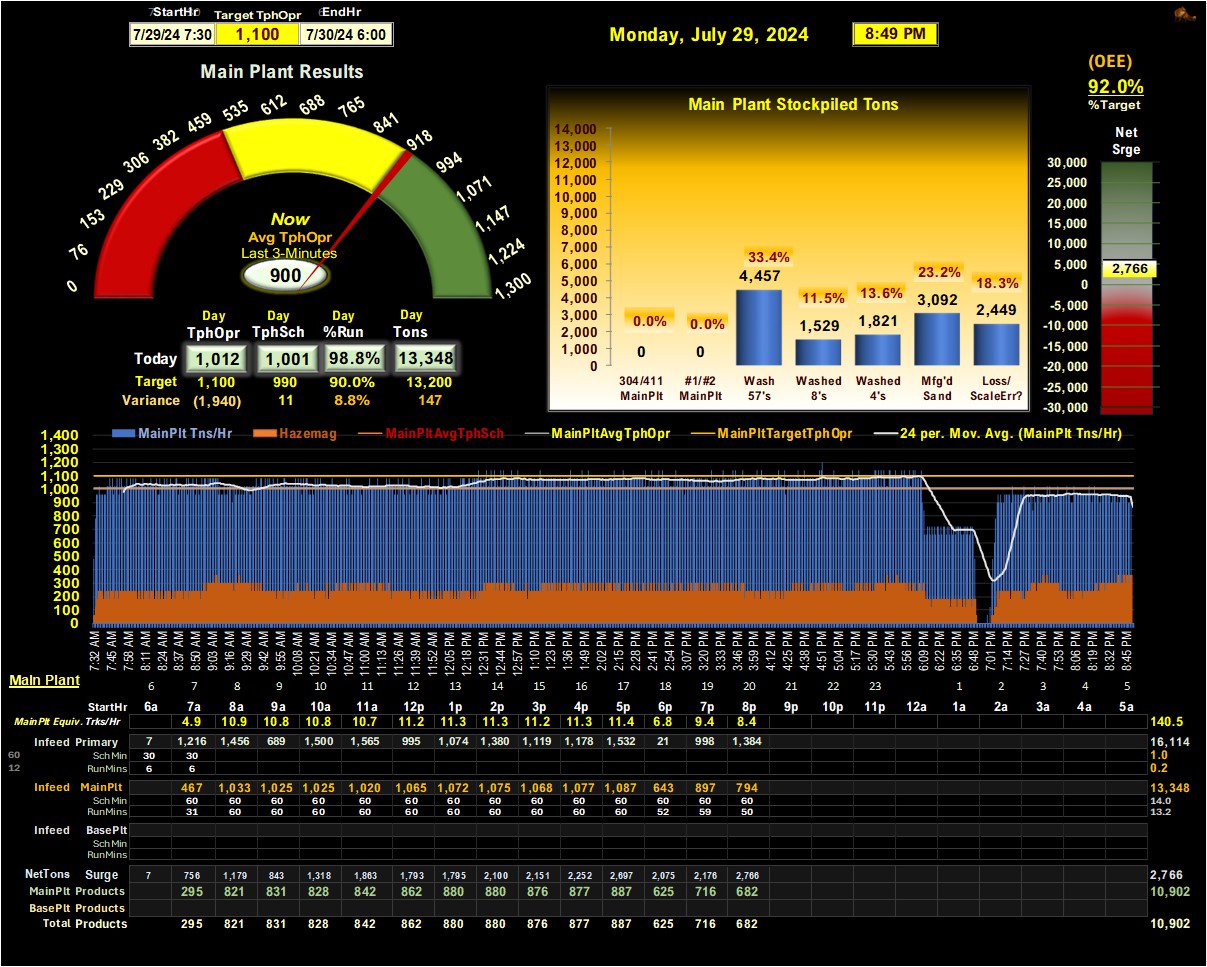 StartHr Target TphOpr EndHr
7/29/24 7:30 1,100 7/30/24 6:00
Monday, July 29, 2024 8:49 PM
(OEE)
92.0%
%Target
Main Plant Results
0 76 153 229 306 382 459 535 612 688 765 841 918 994 1,071 1,147 1,224 1,300
Now
Avg TphOpr
Last 3-Minutes
900
Day Day Day Day
TphOpr TphSch %Run Tons
Today 1,012 1,001 98.8% 13,348
Target 1,100 990 90.0% 13,200
Variance (1,940) 11 8.8% 147
Main Plant Stockpiled Tons
14,000
13,000
12,000
11,000
10,000
9,000
8,000
7,000
6,000
5,000
4,000
3,000
2,000
1,000
0
0.0% 0.0% 33.4% 11.5% 13.6% 23.2% 18.3%
0 0 4,457 1,529 1,821 3,092 2,449
304/411 #1/#2 Wash Washed Washed Mfg'd Loss/
MainPlt MainPlt 57's 8's 4's Sand ScaleErr?
Net
Srge
30,000
25,000
20,000
15,000
10,000
5,000
2,766
0
-5,000
-10,000
-15,000
-20,000
-25,000
-30,000
MainPlt Tns/Hr Hazemag MainPltAvgTphSch MainPltAvgTphOpr MainPltTargetTphOpr 24 per. Mov. Avg. (MainPlt Tns/Hr)
1,400
1,300
1,200
1,100
1,000
900
800
700
600
500
400
300
200
100
0
7:32 AM 7:45 AM 7:58 AM 8:11 AM 8:24 AM 8:37 AM 8:50 AM 9:03 AM 9:16 AM 9:29 AM 9:42 AM 9:55 AM 10:08 AM 10:21 AM 10:34 AM 10:47 AM 11:00 AM 11:13 AM 11:26 AM 11:39 AM 11:52 AM 12:05 PM 12:18 PM 12:31 PM 12:44 PM 12:57 PM 1:10 PM 1:23 PM 1:36 PM 1:49 PM 2:02 PM 2:15 PM 2:28 PM 2:41 PM 2:54 PM 3:07 PM 3:20 PM 3:33 PM 3:46 PM 3:59 PM 4:12 PM 4:25 PM 4:38 PM 4:51 PM 5:04 PM 5:17 PM 5:30 PM 5:43 PM 5:56 PM 6:09 PM 6:22 PM 6:35 PM 6:48 PM 7:01 PM 7:14 PM 7:27 PM 7:40 PM 7:53 PM 8:06 PM 8:19 PM 8:32 PM 8:45 PM
Main Plant
6 7 8 9 10 11 12 13 14 15 16 17 18 19 20 21 22 23 1 2 3 4 5
StartHr 6a 7a 8a 9a 10a 11a 12p 1p 2p 3p 4p 5p 6p 7p 8p 9p 10p 11p 12a 1a 2a 3a 4a 5a
MainPlt Equiv. Trks/Hr 4.9 10.9 10.8 10.8 10.7 11.2 11.3 11.3 11.2 11.3 11.4 6.8 9.4 8.4 140.5
Infeed Primary 7 1,216 1,456 689 1,500 1,565 995 1,074 1,380 1,119 1,178 1,532 21 998 1,384 16,114
60 SchMin 30 30 1.0
12 RunMins 6 6 0.2
Infeed MainPlt 467 1,033 1,025 1,025 1,020 1,065 1,072 1,075 1,068 1,077 1,087 643 897 794 13,348
SchMin 60 60 60 60 60 60 60 60 60 60 60 60 60 60 14.0
RunMins 31 60 60 60 60 60 60 60 60 60 60 52 59 50 13.2
Infeed BasePlt
SchMin
RunMins
NetTons Surge 7 756 1,179 843 1,318 1,863 1,793 1,795 2,100 2,151 2,252 2,697 2,075 2,176 2,766 2,766
MainPlt Products 295 821 831 828 842 862 880 880 876 877 887 625 716 682 10,902
BasePlt Products
Total Products 295 821 831 828 842 862 880 880 876 877 887 625 716 682 10,902